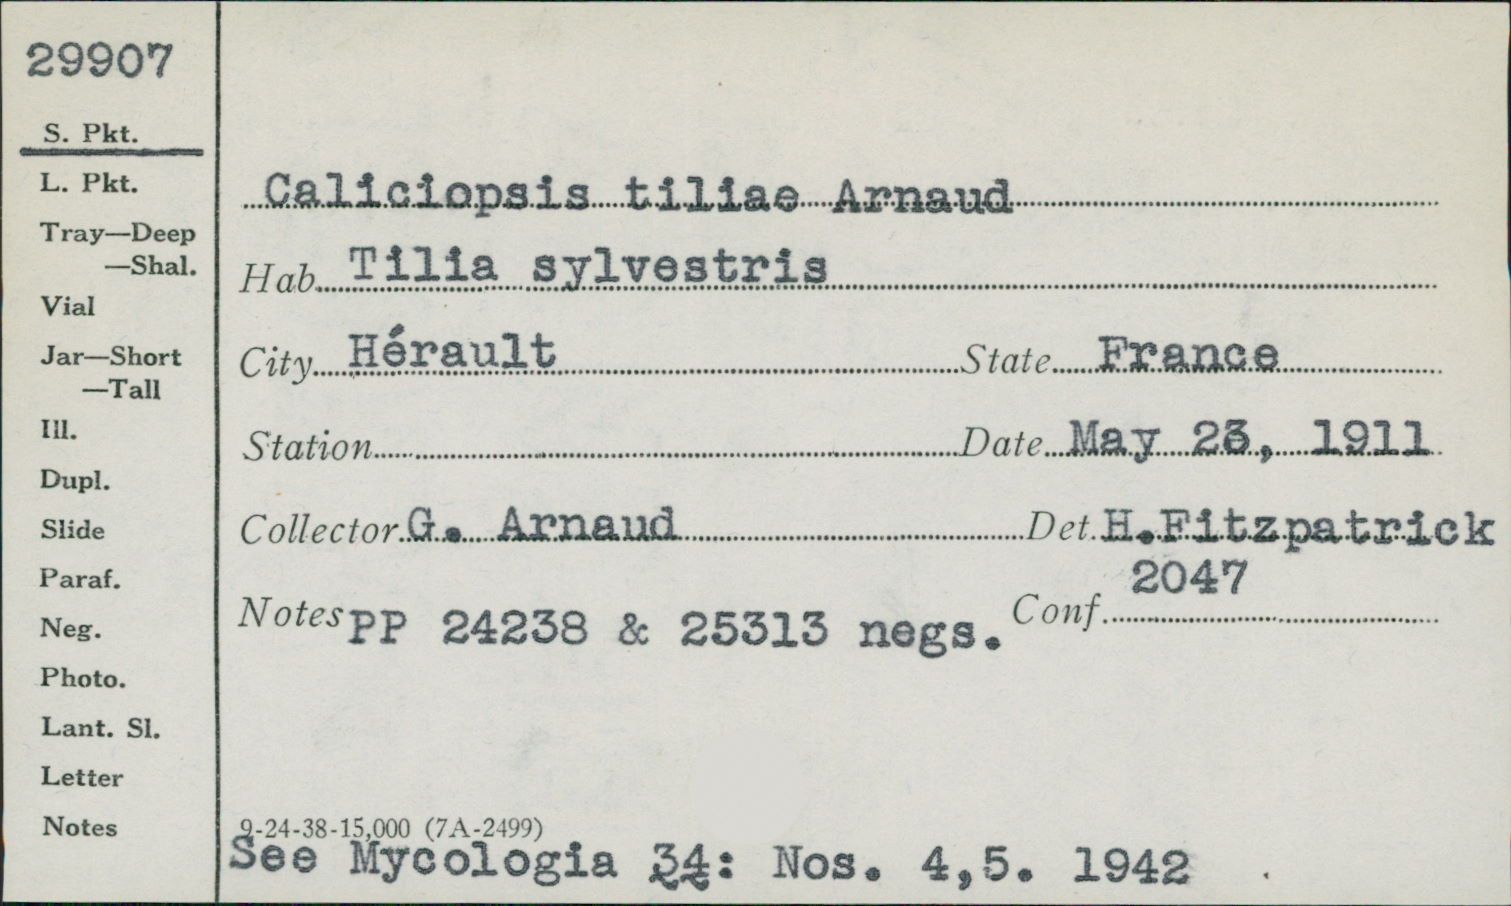 29907
S. Pkt.
L. Pkt.
Tray—Deep
—Shal.
Vial
Jar—Short
—Tall
Ill.
Dupl.
Slide
Paraf.
Neg.
Photo.
Lant. Sl.
Letter
Notes
Caliciopsis tiliae Arnaud
Hab. Tilia sylvestris
City Hérault State France
Station Date May 23, 1911
Collector G. Arnaud Det. H.Fitzpatrick
2047
Notes PP 24238 & 25313 negs. Conf.
9-24-38-15,000 (7A-2499)
See Mycologia 34: Nos. 4,5. 1942